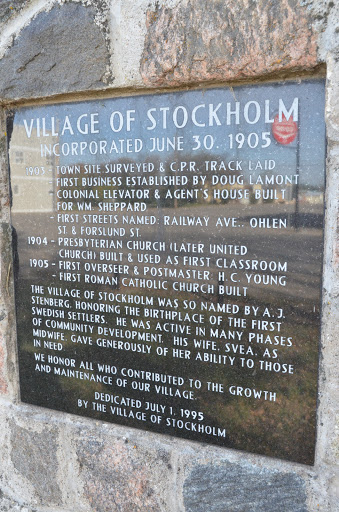 VILLAGE OF STOCKHOLM
INCORPORATED JUNE 30, 1905
1903 - TOWN SITE SURVEYED & C.P.R. TRACK LAID
- FIRST BUSINESS ESTABLISHED BY DOUG LAMONT
- COLONIAL ELEVATOR & AGENT'S HOUSE BUILT
FOR WM. SHEPPARD
- FIRST STREETS NAMED: RAILWAY AVE., OHLEN
ST. & FORSLUND ST.
1904 - PRESBYTERIAN CHURCH (LATER UNITED
CHURCH) BUILT & USED AS FIRST CLASSROOM
1905 - FIRST OVERSEER & POSTMASTER: H.C. YOUNG
- FIRST ROMAN CATHOLIC CHURCH BUILT
THE VILLAGE OF STOCKHOLM WAS SO NAMED BY A. J.
STENBERG, HONORING THE BIRTHPLACE OF THE FIRST
SWEDISH SETTLERS. HE WAS ACTIVE IN MANY PHASES
OF COMMUNITY DEVELOPMENT. HIS WIFE, SVEA, AS
MIDWIFE, GAVE GENEROUSLY OF HER ABILITY TO THOSE
IN NEED.
WE HONOR ALL WHO CONTRIBUTED TO THE GROWTH
AND MAINTENANCE OF OUR VILLAGE.
DEDICATED JULY 1, 1995
BY THE VILLAGE OF STOCKHOLM